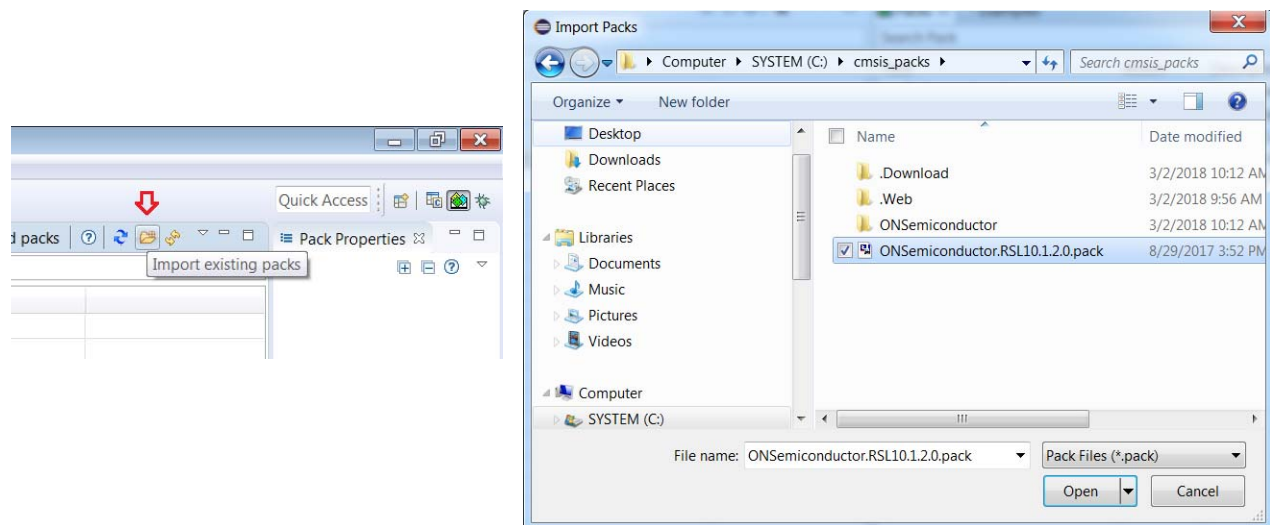 Quick Access
d packs
Pack Properties
Import existing packs
Import Packs
Computer SYSTEM (C:) cmsis_packs
Search cmsis_packs
Organize New folder
Desktop
Downloads
Recent Places
Libraries
Documents
Music
Pictures
Videos
Computer
SYSTEM (C:)
Name Date modified
.Download 3/2/2018 10:12 AM
.Web 3/2/2018 9:56 AM
ONSemiconductor 3/2/2018 10:12 AM
ONSemiconductor.RSL10.1.2.0.pack 8/29/2017 3:52 PM
File name: ONSemiconductor.RSL10.1.2.0.pack Pack Files (*.pack)
Open Cancel